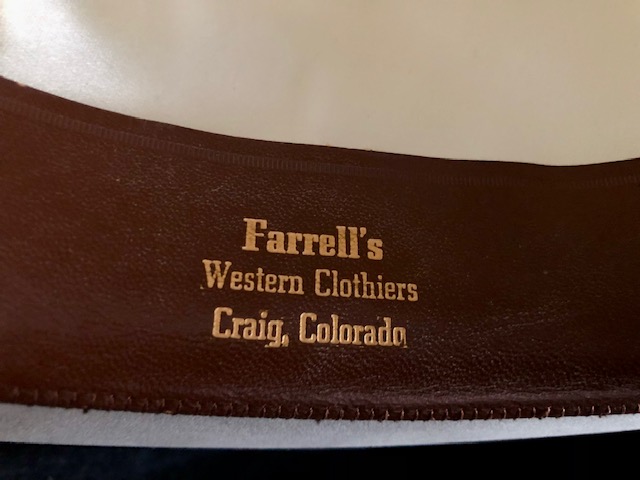 Farrell's
Western Clothiers
Craig, Colorado